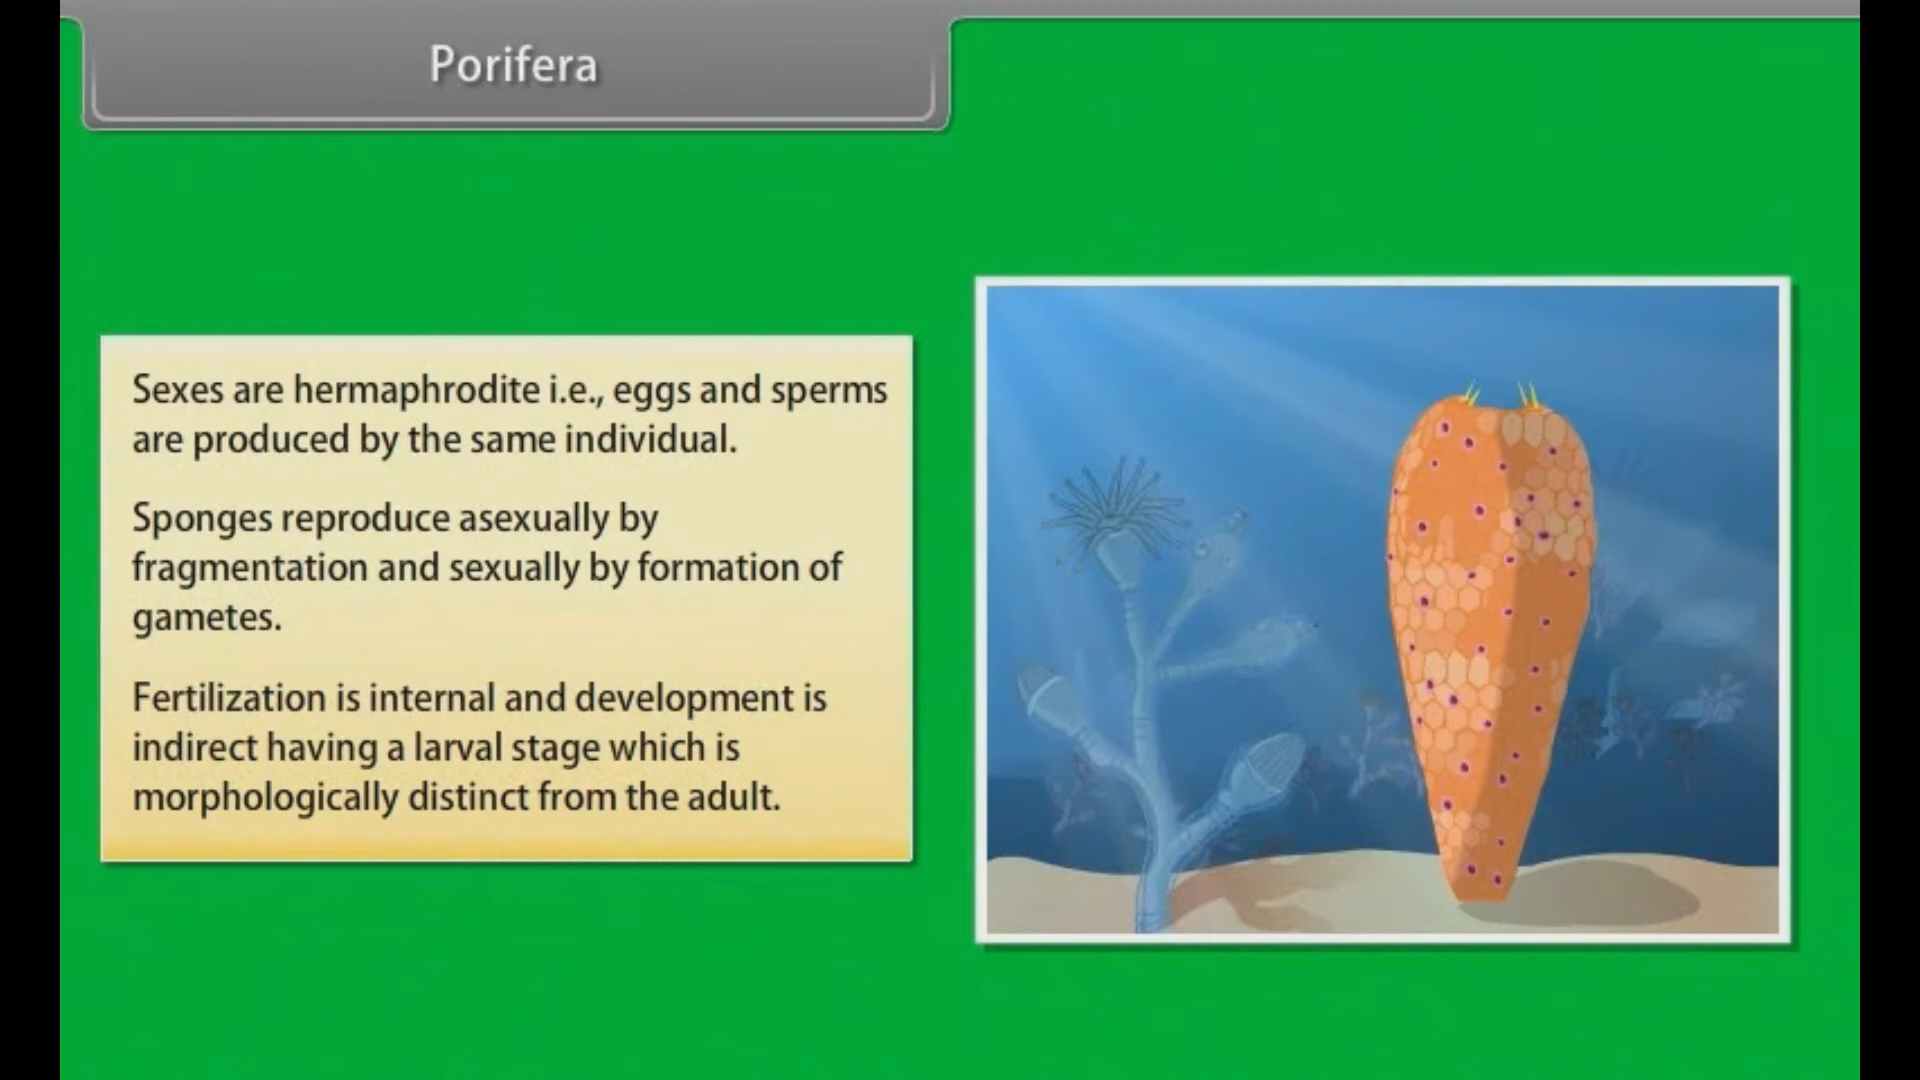 Porifera
Sexes are hermaphrodite i.e., eggs and sperms
are produced by the same individual.
Sponges reproduce asexually by
fragmentation and sexually by formation of
gametes.
Fertilization is internal and development is
indirect having a larval stage which is
morphologically distinct from the adult.